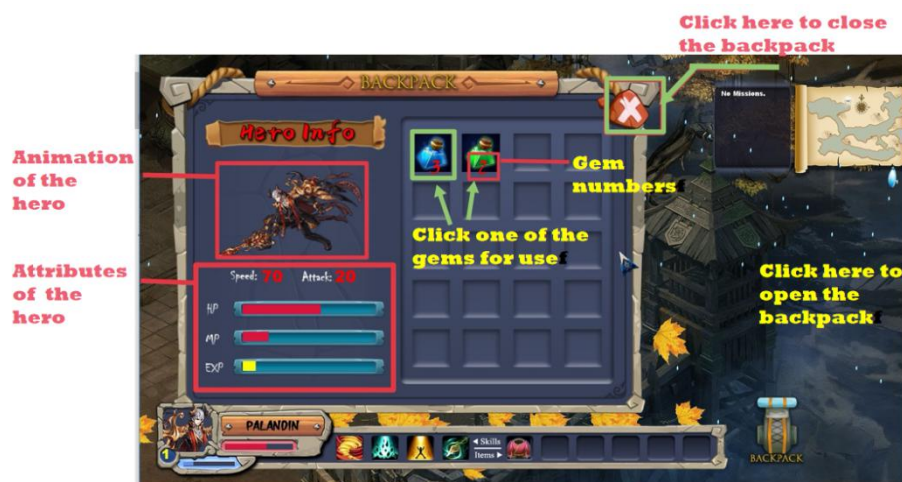 Click here to close
the backpack
BACKPACK
No Missions.
Hero Info
Animation
of the
hero
Gem
numbers
Click one of the
gems for use
Attributes
of the
hero
Speed: 70 Attack: 20
HP
MP
EXP
Click here to
open the
backpack
PALANDIN
1
◄ Skills
Items ►
BACKPACK